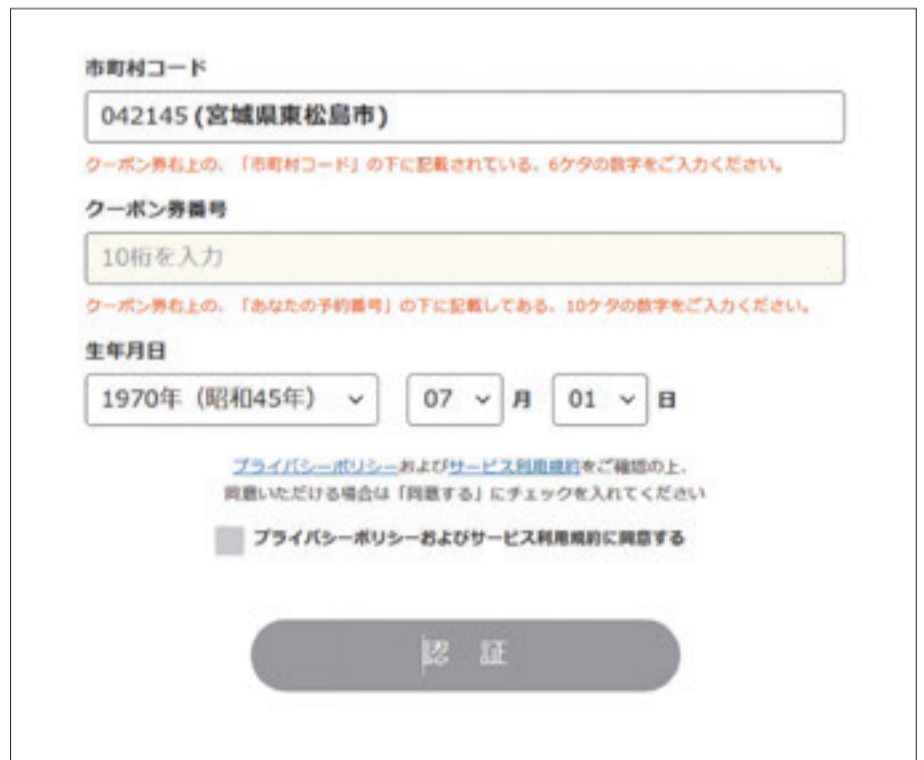 市町村コード
042145 (宮城県東松島市)
クーポン券右上の、「市町村コード」の下に記載されている、6ケタの数字をご入力ください。
クーポン券番号
10桁を入力
クーポン券右上の、「あなたの予約番号」の下に記載してある、10ケタの数字をご入力ください。
生年月日
1970年（昭和45年） 07 月 01 日
プライバシーポリシーおよびサービス利用規約をご確認の上、
同意いただける場合は「同意する」にチェックを入れてください
プライバシーポリシーおよびサービス利用規約に同意する
認 証